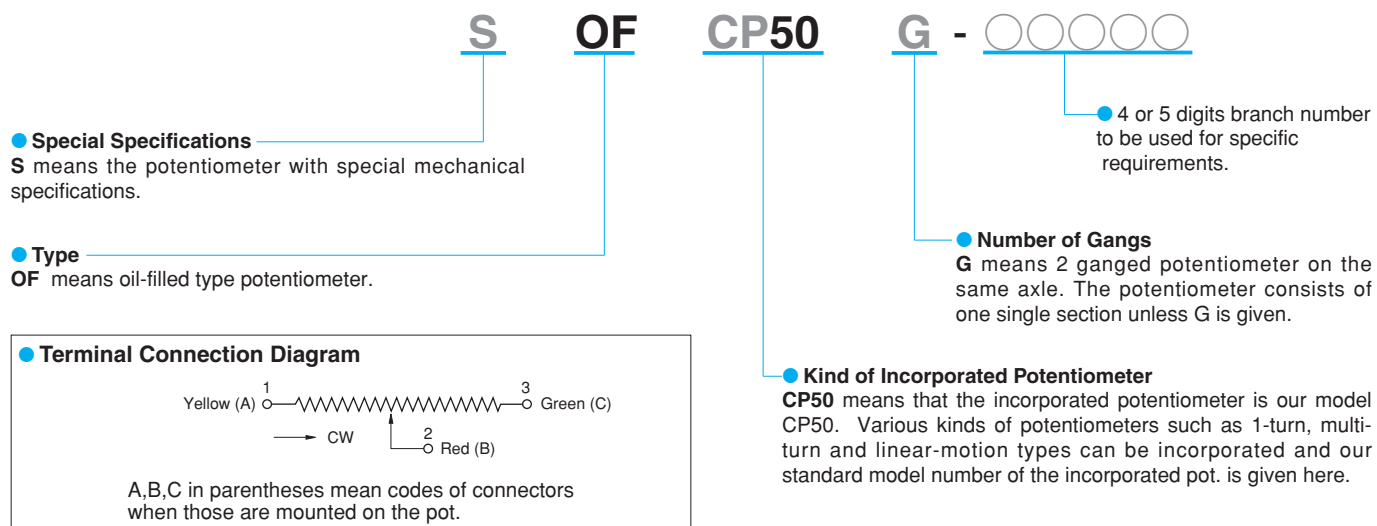 S OF CP50 G - ○○○○○
● Special Specifications
S means the potentiometer with special mechanical
specifications.
● Type
OF means oil-filled type potentiometer.
● 4 or 5 digits branch number
to be used for specific
requirements.
● Number of Gangs
G means 2 ganged potentiometer on the
same axle. The potentiometer consists of
one single section unless G is given.
● Kind of Incorporated Potentiometer
CP50 means that the incorporated potentiometer is our model
CP50. Various kinds of potentiometers such as 1-turn, multi-
turn and linear-motion types can be incorporated and our
standard model number of the incorporated pot. is given here.
● Terminal Connection Diagram
1 3
Yellow (A) Green (C)
CW 2
Red (B)
A,B,C in parentheses mean codes of connectors
when those are mounted on the pot.